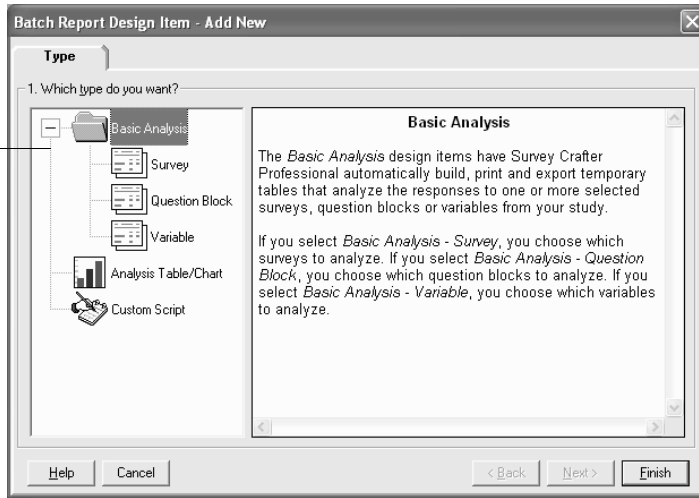 Batch Report Design Item - Add New
Type
1. Which type do you want?
Basic Analysis
Survey
Question Block
Variable
Analysis Table/Chart
Custom Script
Basic Analysis
The Basic Analysis design items have Survey Crafter
Professional automatically build, print and export temporary
tables that analyze the responses to one or more selected
surveys, question blocks or variables from your study.
If you select Basic Analysis - Survey, you choose which
surveys to analyze. If you select Basic Analysis - Question
Block, you choose which question blocks to analyze. If you
select Basic Analysis - Variable, you choose which variables
to analyze.
Help
Cancel
< Back
Next >
Finish